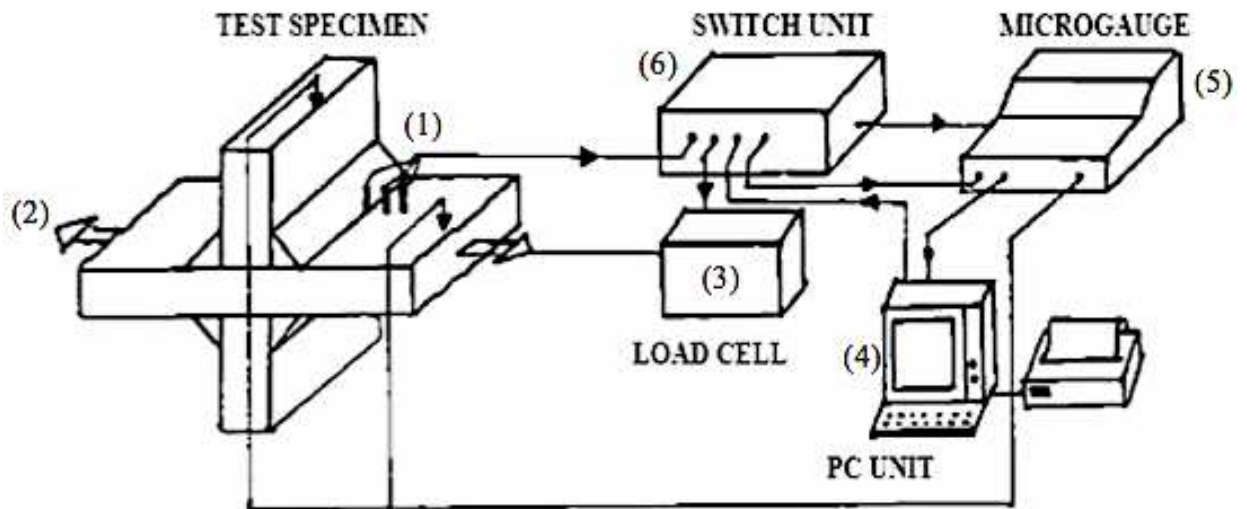 TEST SPECIMEN
SWITCH UNIT
MICROGAUGE
(6)
(5)
(1)
(2)
(3)
LOAD CELL
(4)
PC UNIT